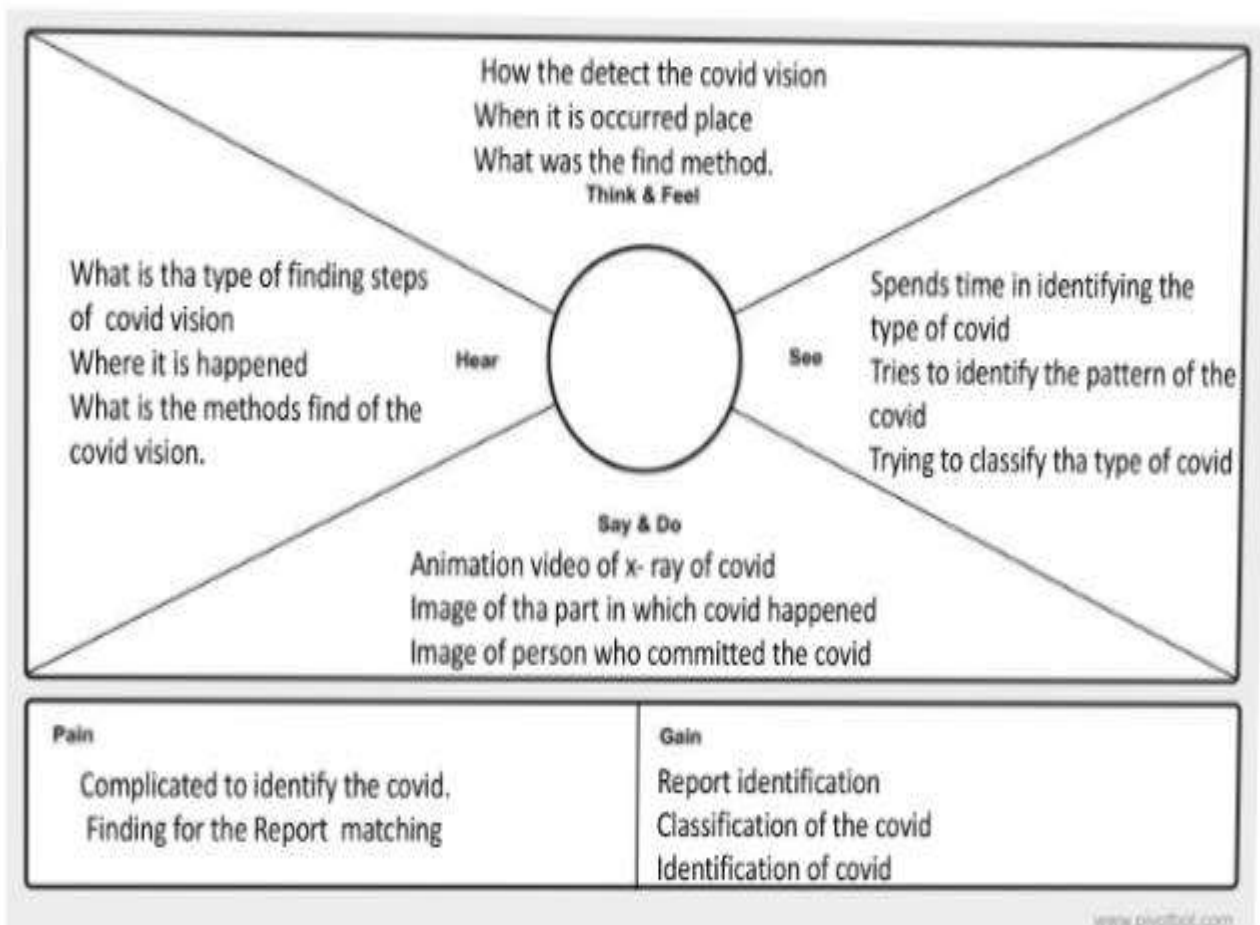 How the detect the covid vision
When it is occurred place
What was the find method.
Think & Feel
What is tha type of finding steps
of covid vision
Where it is happened
What is the methods find of the
covid vision.
Hear
See
Spends time in identifying the
type of covid
Tries to identify the pattern of the
covid
Trying to classify tha type of covid
Say & Do
Animation video of x- ray of covid
Image of tha part in which covid happened
Image of person who committed the covid
Pain
Complicated to identify the covid.
Finding for the Report matching
Gain
Report identification
Classification of the covid
Identification of covid